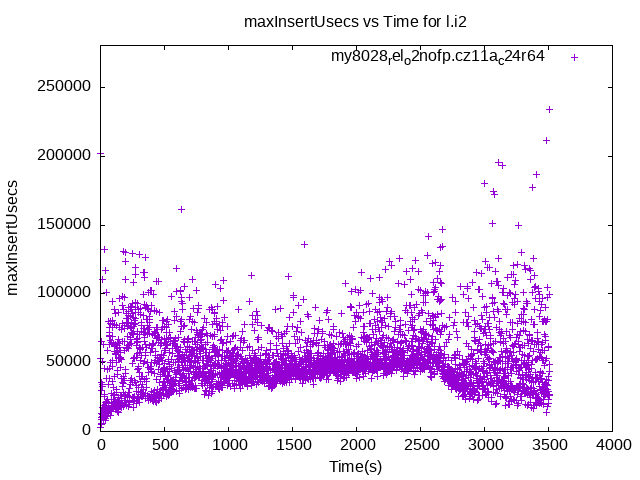 maxInsertUsecs vs Time for l.i2
my8028rel_o2nofp.cz11a_c24r64
250000
200000
150000
100000
50000
0
maxInsertUsecs
0 500 1000 1500 2000 2500 3000 3500 4000
Time(s)